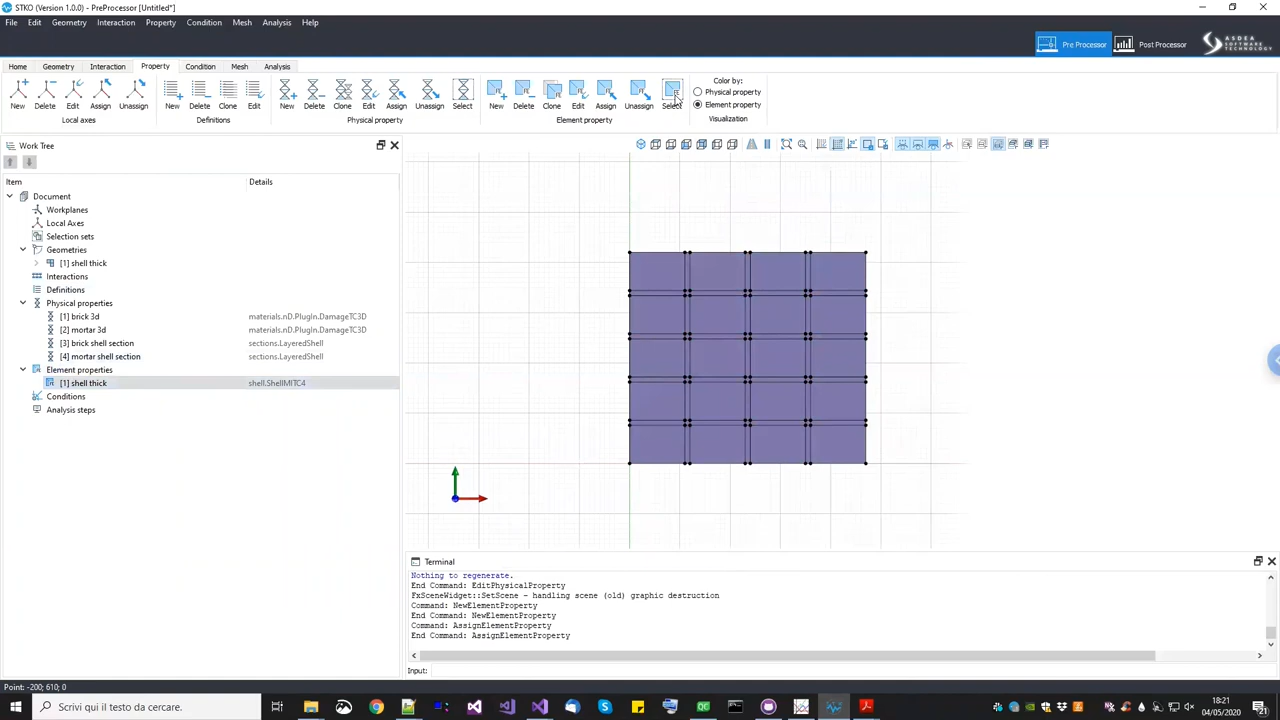 STKO (Version 1.0.0) - PreProcessor [Untitled*]
File Edit Geometry Interaction Property Condition Mesh Analysis Help
Pre Processor Post Processor ASDEA SOFTWARE TECHNOLOGY
Home Geometry Interaction Property Condition Mesh Analysis
New Delete Edit Assign Unassign New Delete Clone Edit New Delete Clone Edit Assign Unassign Select New Delete Clone Edit Assign Unassign Select
Color by:
Physical property
Element property
Local axes Definitions Physical property Element property Visualization
Work Tree
Item Details
Document
Workplanes
Local Axes
Selection sets
Geometries
[1] shell thick
Interactions
Definitions
Physical properties
[1] brick 3d materials.nD.PlugIn.DamageTC3D
[2] mortar 3d materials.nD.PlugIn.DamageTC3D
[3] brick shell section sections.LayeredShell
[4] mortar shell section sections.LayeredShell
Element properties
[1] shell thick shell.ShellMITC4
Conditions
Analysis steps
Terminal
Nothing to regenerate.
End Command: EditPhysicalProperty
FxSceneWidget::SetScene - handling scene (old) graphic destruction
Command: NewElementProperty
End Command: NewElementProperty
Command: AssignElementProperty
End Command: AssignElementProperty
Input:
Point: -200; 610; 0
Scrivi qui il testo da cercare.
18:21
04/05/2020